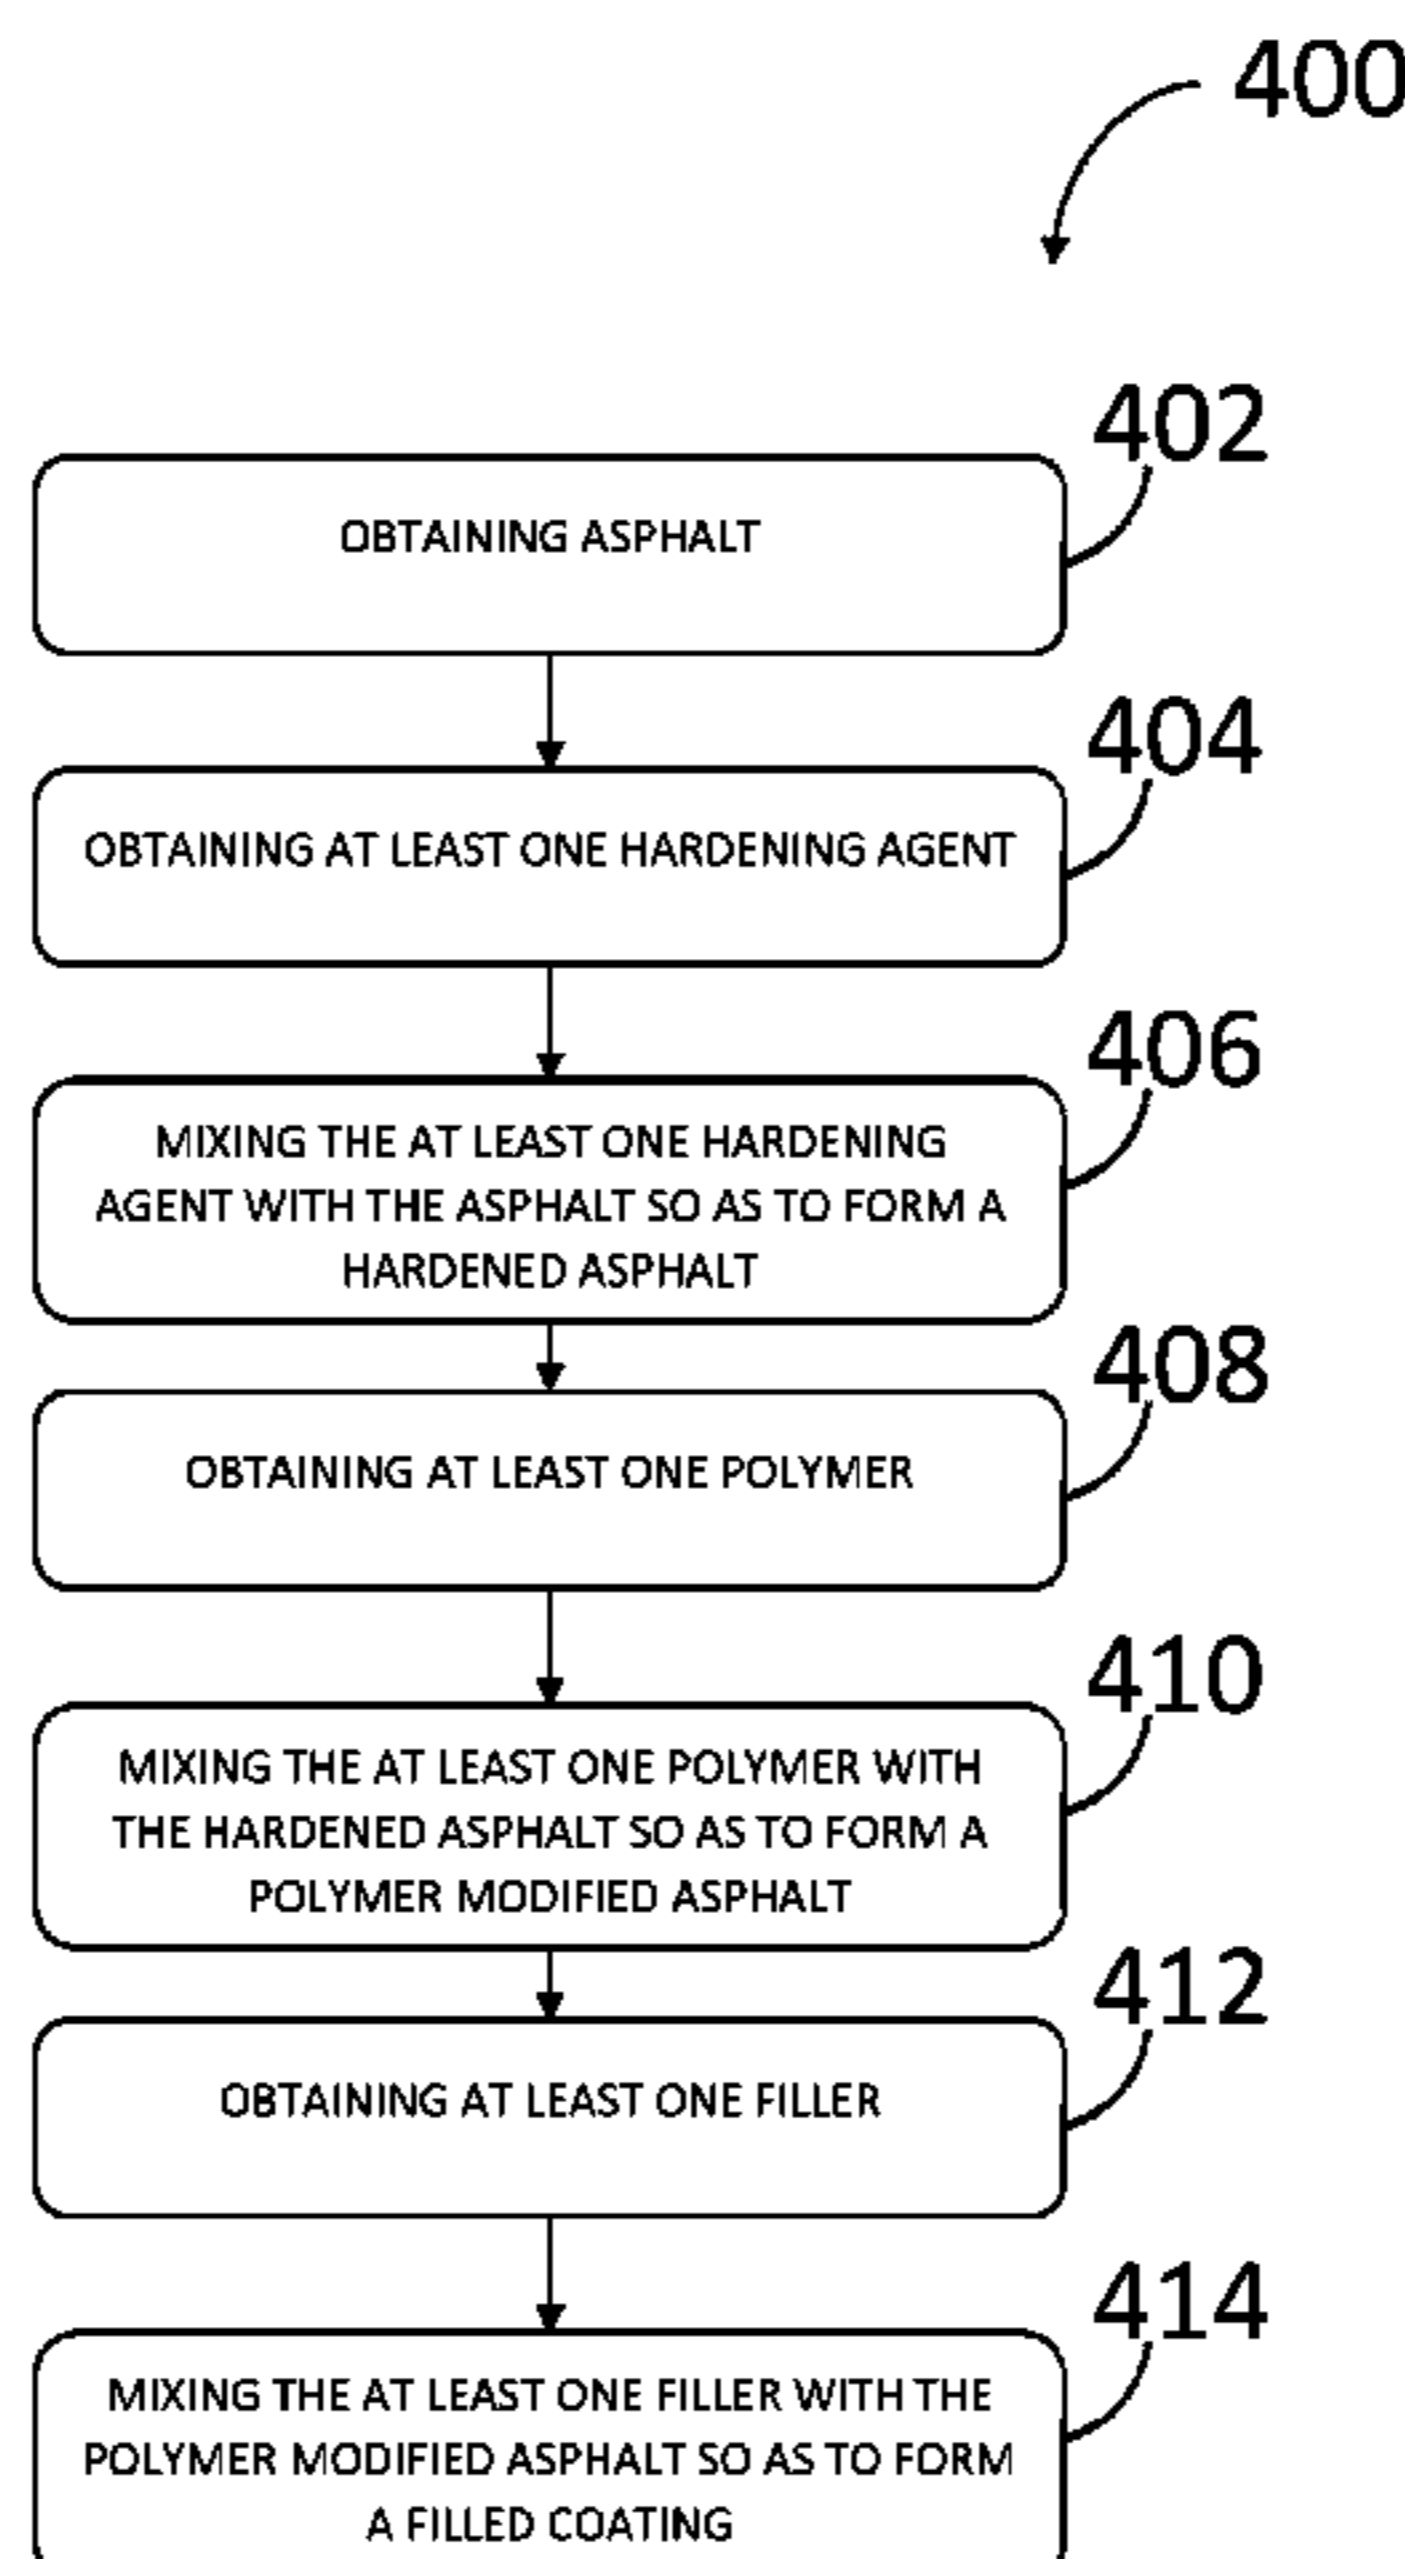 400
402
OBTAINING ASPHALT
404
OBTAINING AT LEAST ONE HARDENING AGENT
406
MIXING THE AT LEAST ONE HARDENING
AGENT WITH THE ASPHALT SO AS TO FORM A
HARDENED ASPHALT
408
OBTAINING AT LEAST ONE POLYMER
410
MIXING THE AT LEAST ONE POLYMER WITH
THE HARDENED ASPHALT SO AS TO FORM A
POLYMER MODIFIED ASPHALT
412
OBTAINING AT LEAST ONE FILLER
414
MIXING THE AT LEAST ONE FILLER WITH THE
POLYMER MODIFIED ASPHALT SO AS TO FORM
A FILLED COATING